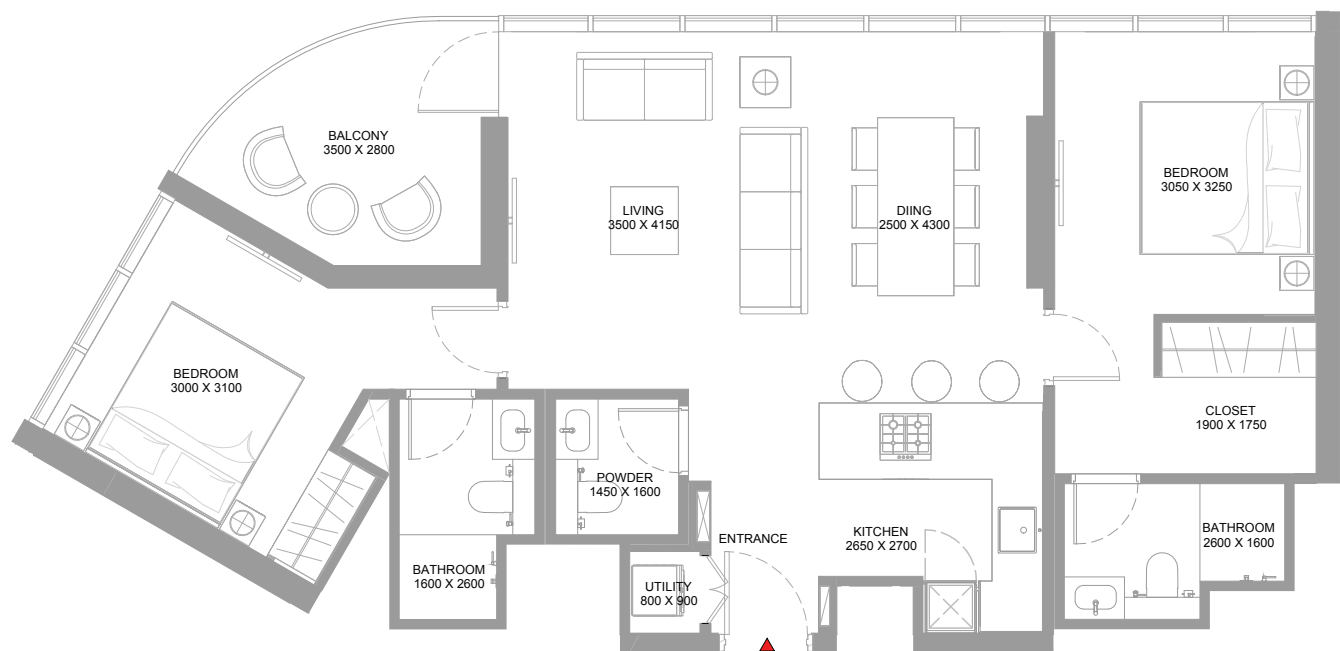 BALCONY
3500 X 2800
LIVING
3500 X 4150
DIING
2500 X 4300
BEDROOM
3050 X 3250
BEDROOM
3000 X 3100
CLOSET
1900 X 1750
POWDER
1450 X 1600
ENTRANCE
KITCHEN
2650 X 2700
BATHROOM
2600 X 1600
BATHROOM
1600 X 2600
UTILITY
800 X 900